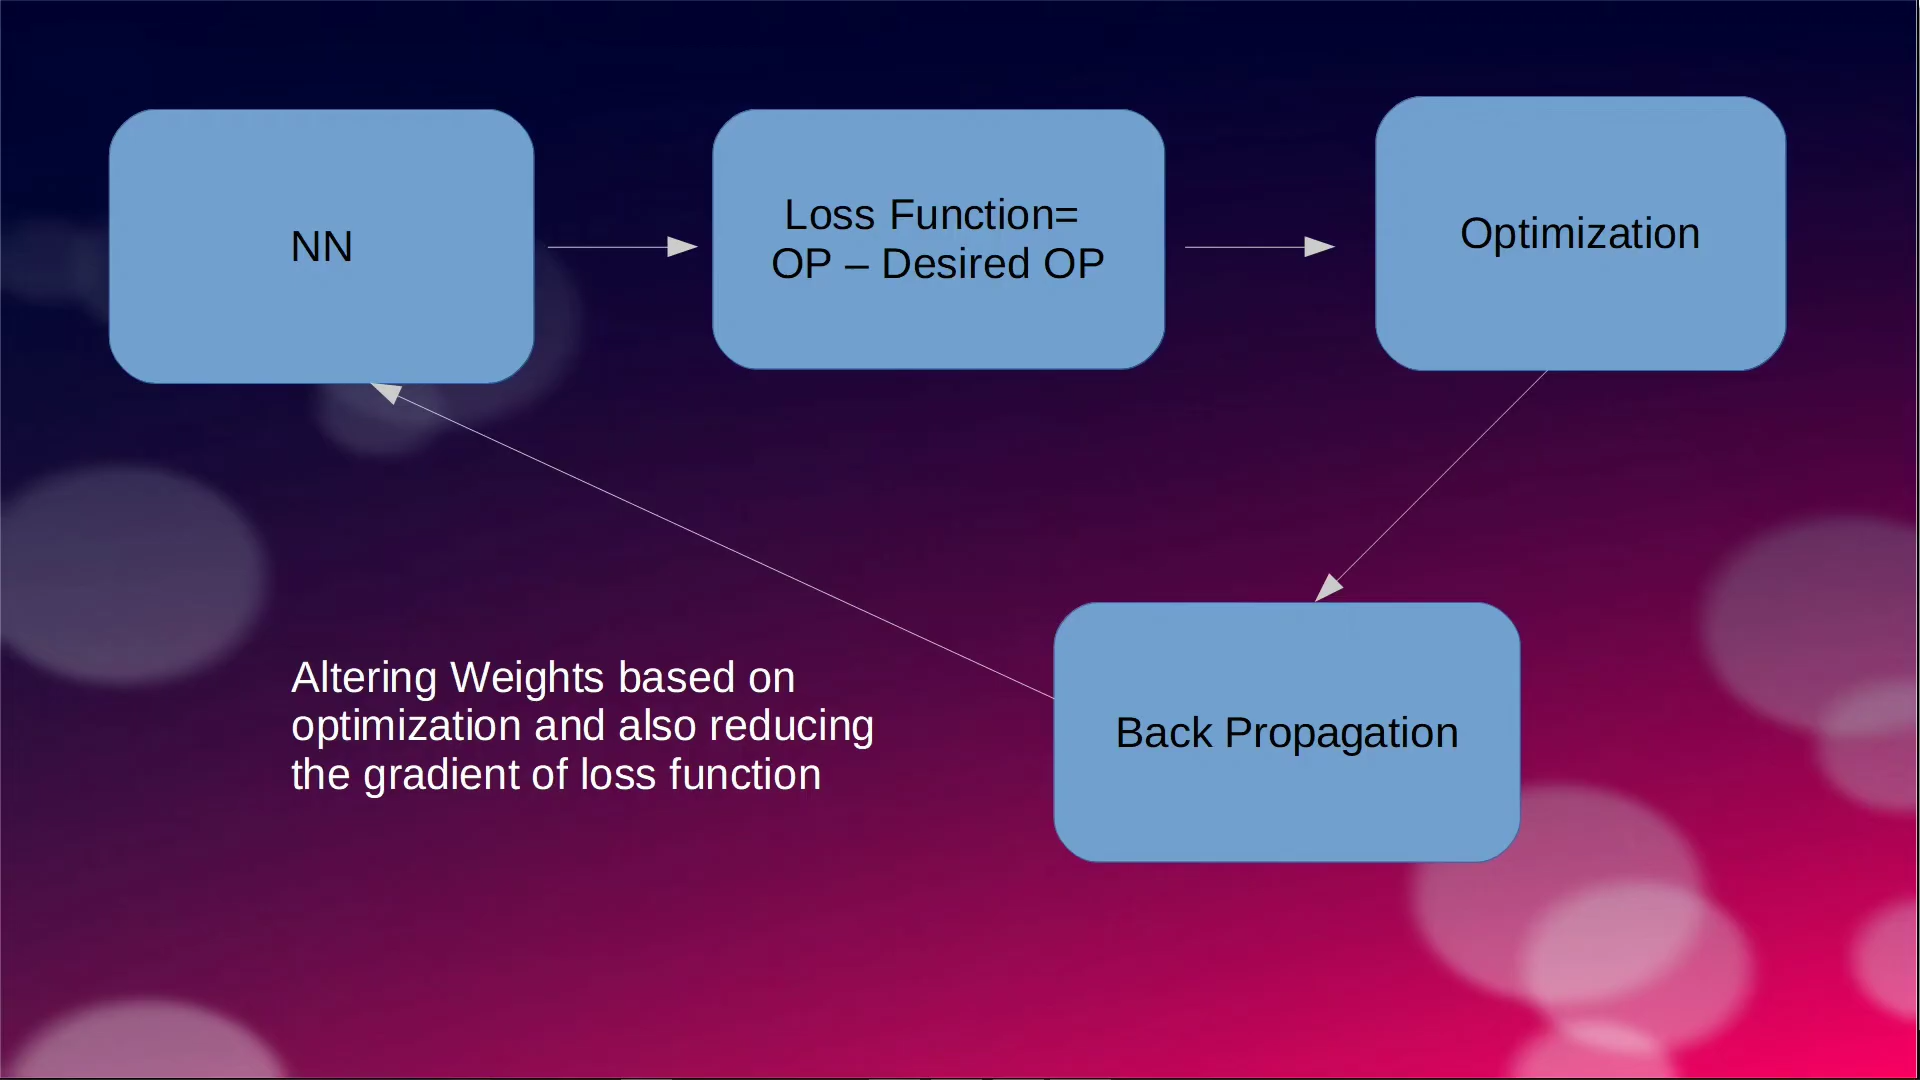 NN
Loss Function=
OP – Desired OP
Optimization
Altering Weights based on
optimization and also reducing
the gradient of loss function
Back Propagation